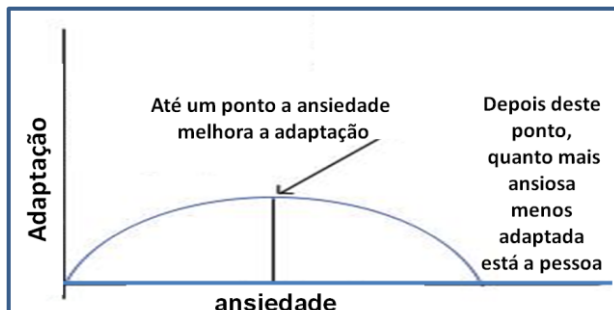 Adaptação
Até um ponto a ansiedade
melhora a adaptação
Depois deste
ponto,
quanto mais
ansiosa
menos
adaptada
está a pessoa
ansiedade